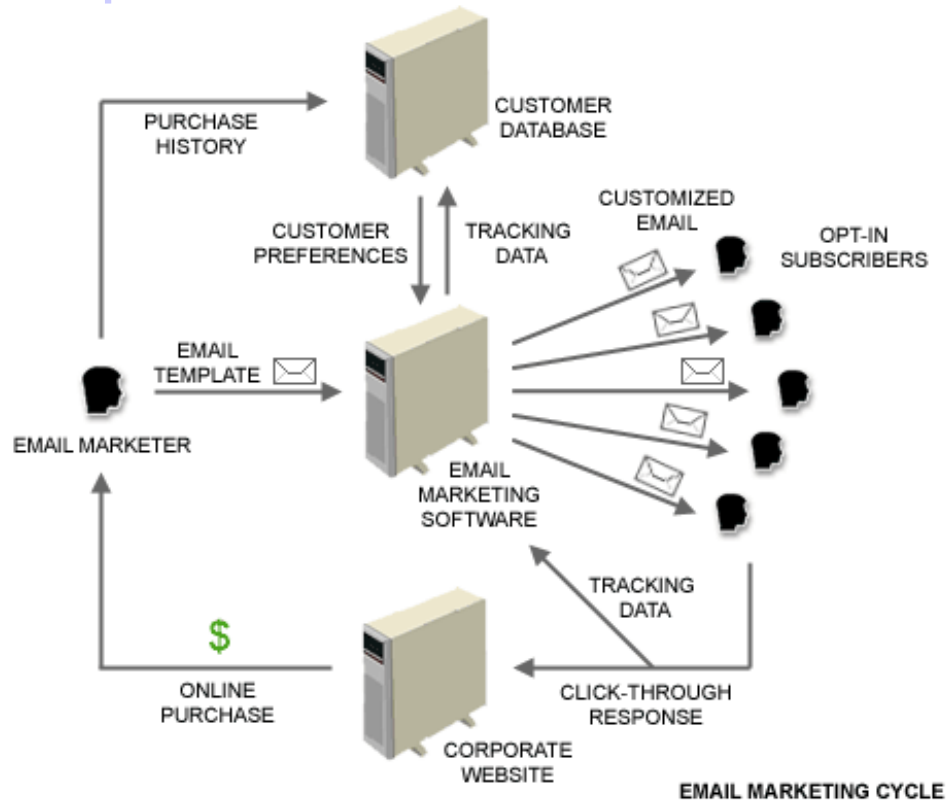 CUSTOMER
DATABASE
PURCHASE
HISTORY
CUSTOMER
PREFERENCES
TRACKING
DATA
CUSTOMIZED
EMAIL
OPT-IN
SUBSCRIBERS
EMAIL
TEMPLATE
EMAIL MARKETER
EMAIL
MARKETING
SOFTWARE
TRACKING
DATA
$
ONLINE
PURCHASE
CLICK-THROUGH
RESPONSE
CORPORATE
WEBSITE
EMAIL MARKETING CYCLE